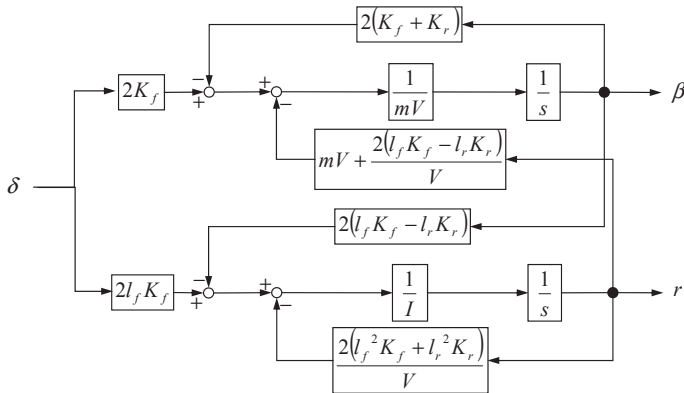 2(K_f + K_r)
δ
2K_f
− +
+ −
1/mV
1/s
β
mV + 2(l_f K_f − l_r K_r)/V
2(l_f K_f − l_r K_r)
2l_f K_f
− +
+ −
1/I
1/s
r
2(l_f² K_f + l_r² K_r)/V